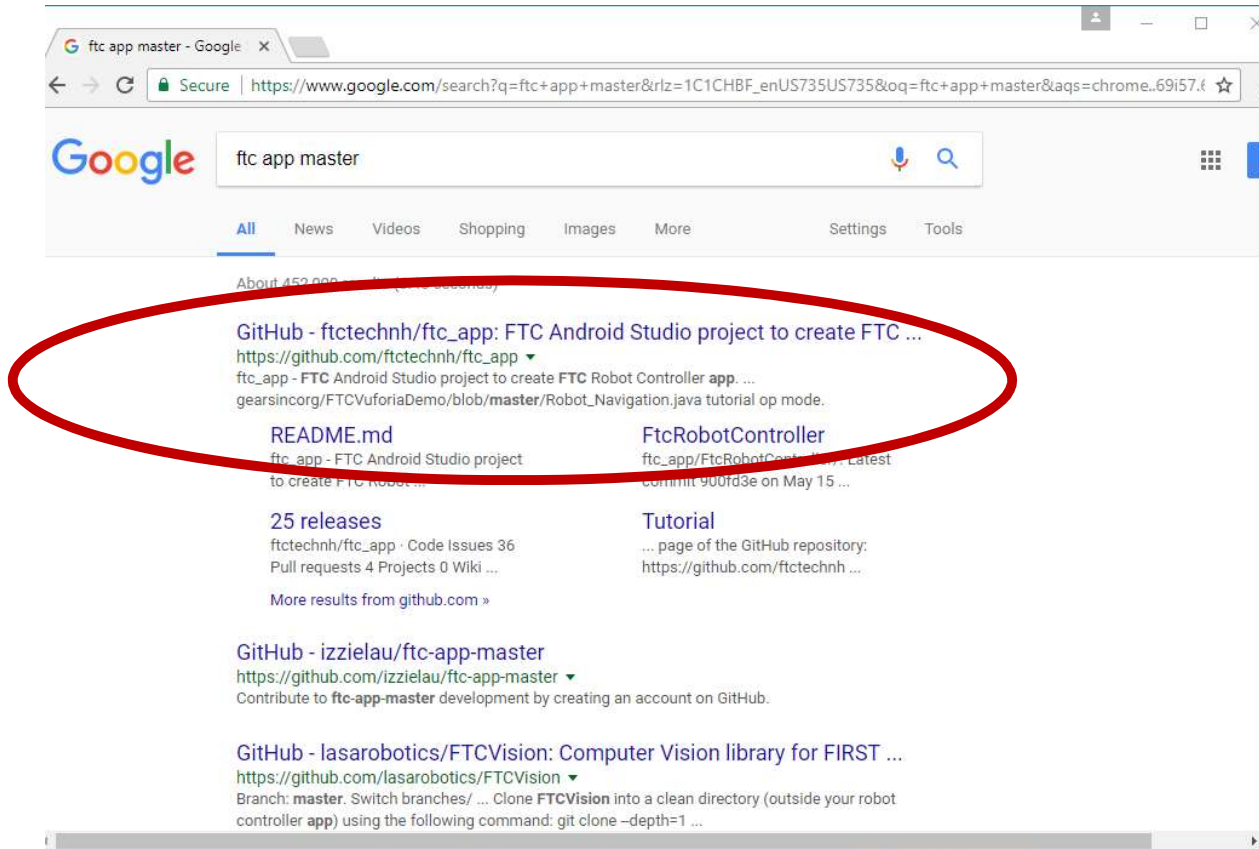 ftc app master - Google
Secure | https://www.google.com/search?q=ftc+app+master&rlz=1C1CHBF_enUS735US735&oq=ftc+app+master&aqs=chrome..69i57.6
Google ftc app master
All News Videos Shopping Images More Settings Tools
About 452,000 results seconds)
GitHub - ftctechnh/ftc_app: FTC Android Studio project to create FTC ...
https://github.com/ftctechnh/ftc_app
ftc_app - FTC Android Studio project to create FTC Robot Controller app. ...
gearsincorg/FTCVuforiaDemo/blob/master/Robot_Navigation.java tutorial op mode.
README.md
ftc_app - FTC Android Studio project
to create FTC Robot ...
FtcRobotController
ftc_app/FtcRobotController/. Latest
commit 900fd3e on May 15 ...
25 releases
ftctechnh/ftc_app · Code Issues 36
Pull requests 4 Projects 0 Wiki ...
Tutorial
... page of the GitHub repository:
https://github.com/ftctechnh ...
More results from github.com »
GitHub - izzielau/ftc-app-master
https://github.com/izzielau/ftc-app-master
Contribute to ftc-app-master development by creating an account on GitHub.
GitHub - lasarobotics/FTCVision: Computer Vision library for FIRST ...
https://github.com/lasarobotics/FTCVision
Branch: master. Switch branches/ ... Clone FTCVision into a clean directory (outside your robot
controller app) using the following command: git clone --depth=1 ...